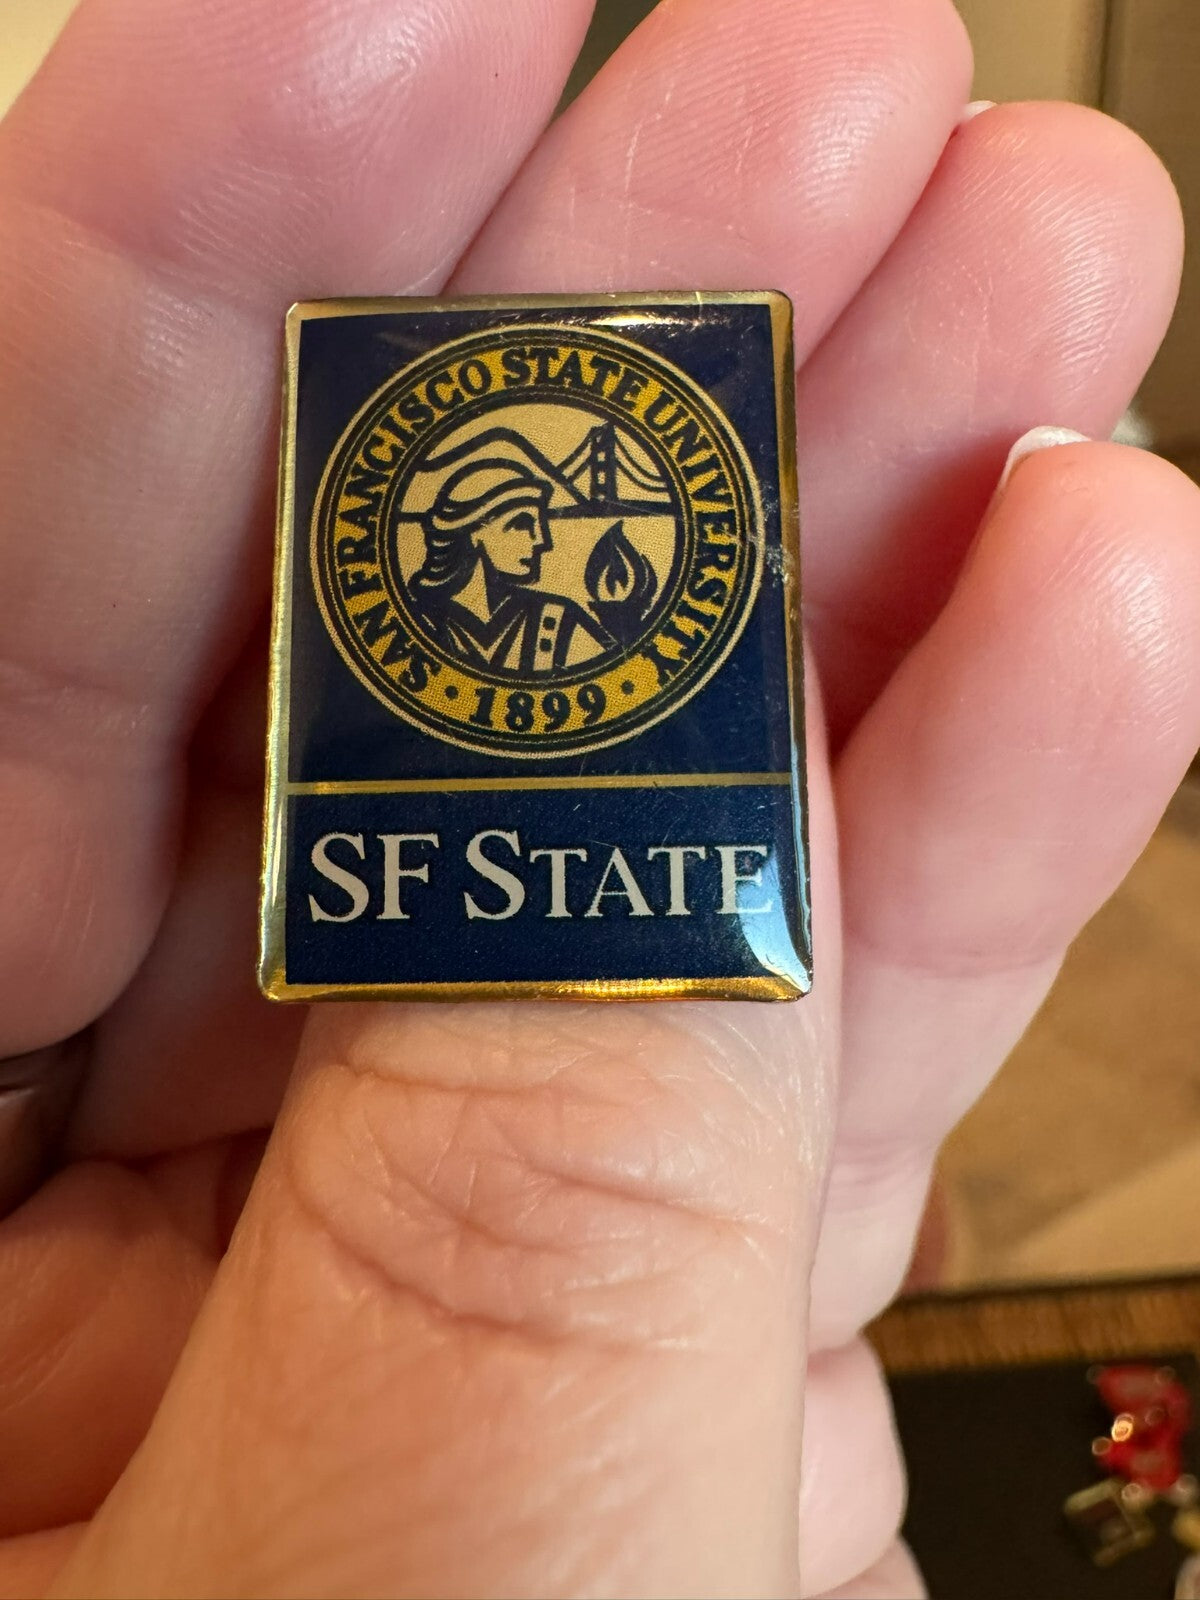 SAN FRANCISCO STATE UNIVERSITY
• 1899 •
SF STATE